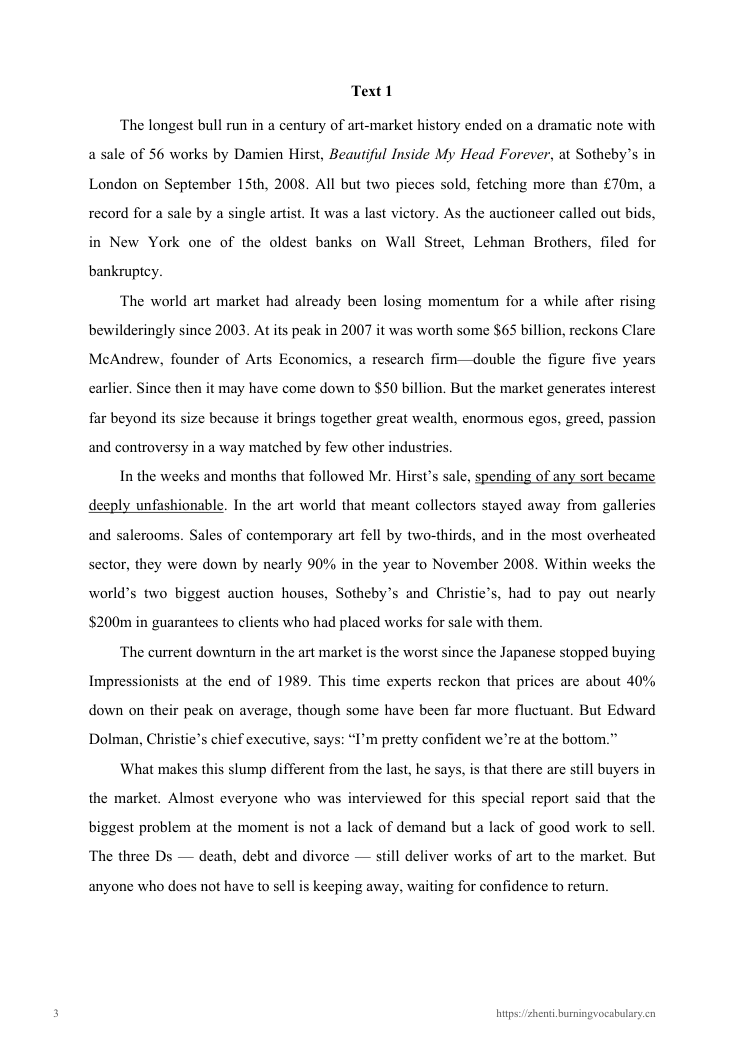 Text 1
The longest bull run in a century of art-market history ended on a dramatic note with
a sale of 56 works by Damien Hirst, Beautiful Inside My Head Forever, at Sotheby’s in
London on September 15th, 2008. All but two pieces sold, fetching more than £70m, a
record for a sale by a single artist. It was a last victory. As the auctioneer called out bids,
in New York one of the oldest banks on Wall Street, Lehman Brothers, filed for
bankruptcy.
The world art market had already been losing momentum for a while after rising
bewilderingly since 2003. At its peak in 2007 it was worth some $65 billion, reckons Clare
McAndrew, founder of Arts Economics, a research firm—double the figure five years
earlier. Since then it may have come down to $50 billion. But the market generates interest
far beyond its size because it brings together great wealth, enormous egos, greed, passion
and controversy in a way matched by few other industries.
In the weeks and months that followed Mr. Hirst’s sale, spending of any sort became
deeply unfashionable. In the art world that meant collectors stayed away from galleries
and salerooms. Sales of contemporary art fell by two-thirds, and in the most overheated
sector, they were down by nearly 90% in the year to November 2008. Within weeks the
world’s two biggest auction houses, Sotheby’s and Christie’s, had to pay out nearly
$200m in guarantees to clients who had placed works for sale with them.
The current downturn in the art market is the worst since the Japanese stopped buying
Impressionists at the end of 1989. This time experts reckon that prices are about 40%
down on their peak on average, though some have been far more fluctuant. But Edward
Dolman, Christie’s chief executive, says: “I’m pretty confident we’re at the bottom.”
What makes this slump different from the last, he says, is that there are still buyers in
the market. Almost everyone who was interviewed for this special report said that the
biggest problem at the moment is not a lack of demand but a lack of good work to sell.
The three Ds — death, debt and divorce — still deliver works of art to the market. But
anyone who does not have to sell is keeping away, waiting for confidence to return.
3
https://zhenti.burningvocabulary.cn